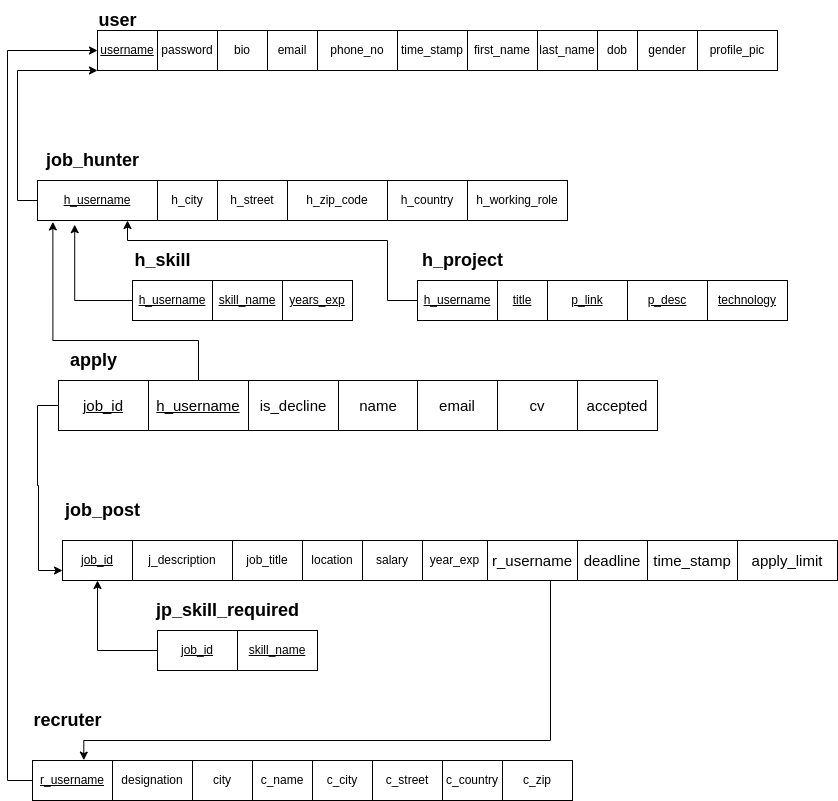 user
username password bio email phone_no time_stamp first_name last_name dob gender profile_pic
job_hunter
h_username h_city h_street h_zip_code h_country h_working_role
h_skill h_project
h_username skill_name years_exp h_username title p_link p_desc technology
apply
job_id h_username is_decline name email cv accepted
job_post
job_id j_description job_title location salary year_exp r_username deadline time_stamp apply_limit
jp_skill_required
job_id skill_name
recruter
r_username designation city c_name c_city c_street c_country c_zip